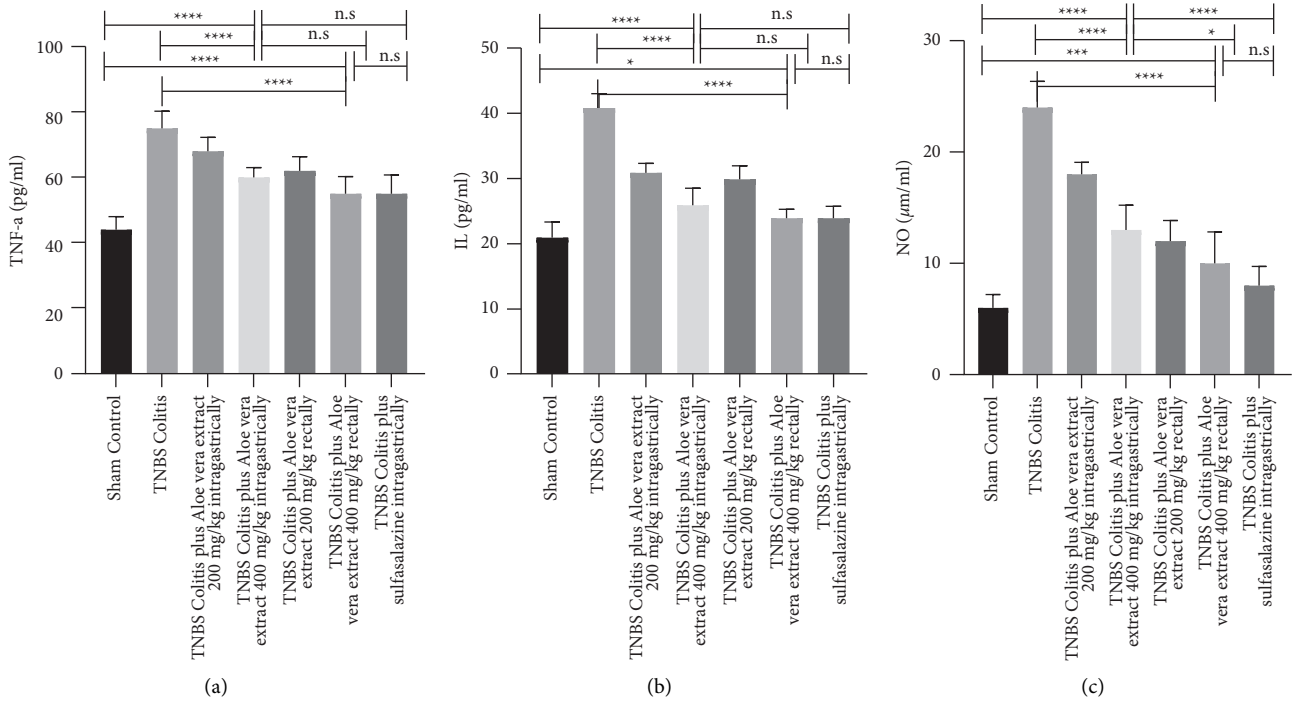 ****
n.s
****
n.s
****
n.s
****
100
80
60
40
20
0
TNF-a (pg/ml)
Sham Control
TNBS Colitis
TNBS Colitis plus Aloe vera extract
200 mg/kg intragastrically
TNBS Colitis plus Aloe vera
extract 400 mg/kg intragastrically
TNBS Colitis plus Aloe vera
extract 200 mg/kg rectally
TNBS Colitis plus Aloe
vera extract 400 mg/kg rectally
TNBS Colitis plus
sulfasalazine intragastrically
(a)
****
n.s
****
n.s
*
n.s
****
50
40
30
20
10
0
IL (pg/ml)
Sham Control
TNBS Colitis
TNBS Colitis plus Aloe vera extract
200 mg/kg intragastrically
TNBS Colitis plus Aloe vera
extract 400 mg/kg intragastrically
TNBS Colitis plus Aloe vera
extract 200 mg/kg rectally
TNBS Colitis plus Aloe
vera extract 400 mg/kg rectally
TNBS Colitis plus
sulfasalazine intragastrically
(b)
****
****
****
*
***
n.s
****
30
20
10
0
NO (μm/ml)
Sham Control
TNBS Colitis
TNBS Colitis plus Aloe vera extract
200 mg/kg intragastrically
TNBS Colitis plus Aloe vera
extract 400 mg/kg intragastrically
TNBS Colitis plus Aloe vera
extract 200 mg/kg rectally
TNBS Colitis plus Aloe
vera extract 400 mg/kg rectally
TNBS Colitis plus
sulfasalazine intragastrically
(c)